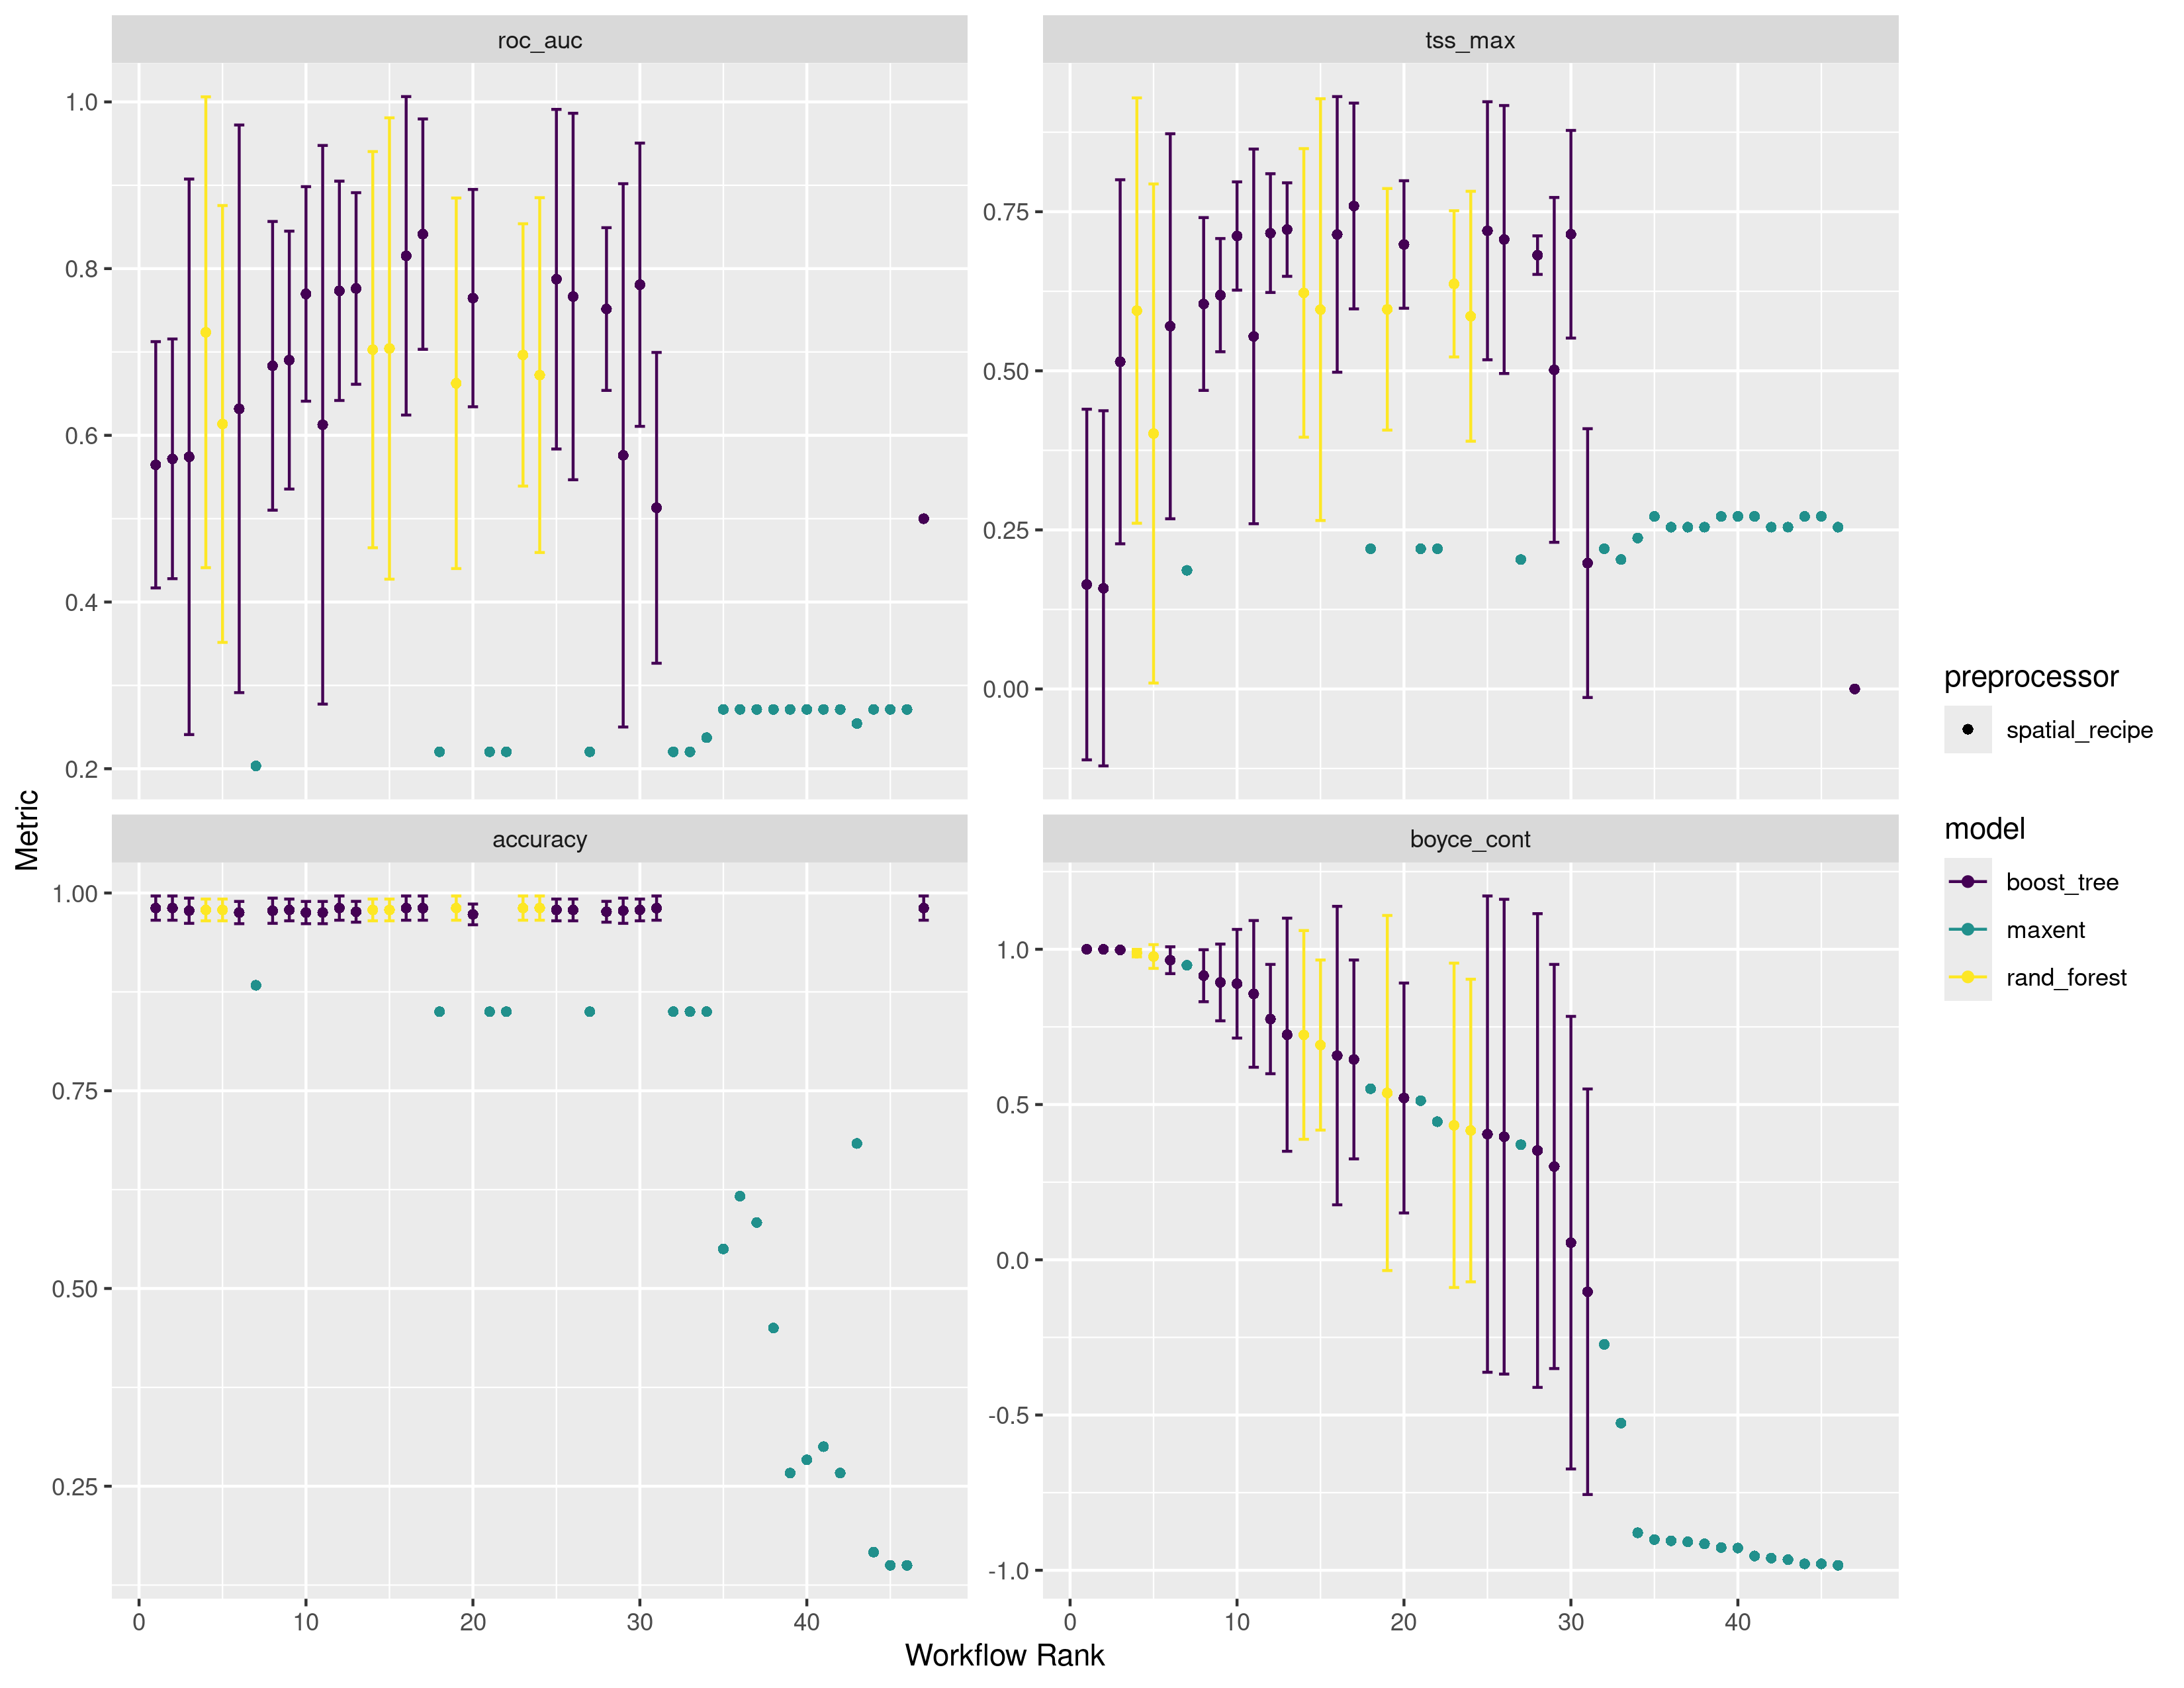 roc_auc
tss_max
1.0
0.8
0.6
0.4
0.2
0.75
0.50
0.25
0.00
accuracy
boyce_cont
1.00
0.75
0.50
0.25
1.0
0.5
0.0
-0.5
-1.0
0 10 20 30 40
0 10 20 30 40
Metric
Workflow Rank
preprocessor
spatial_recipe
model
boost_tree
maxent
rand_forest